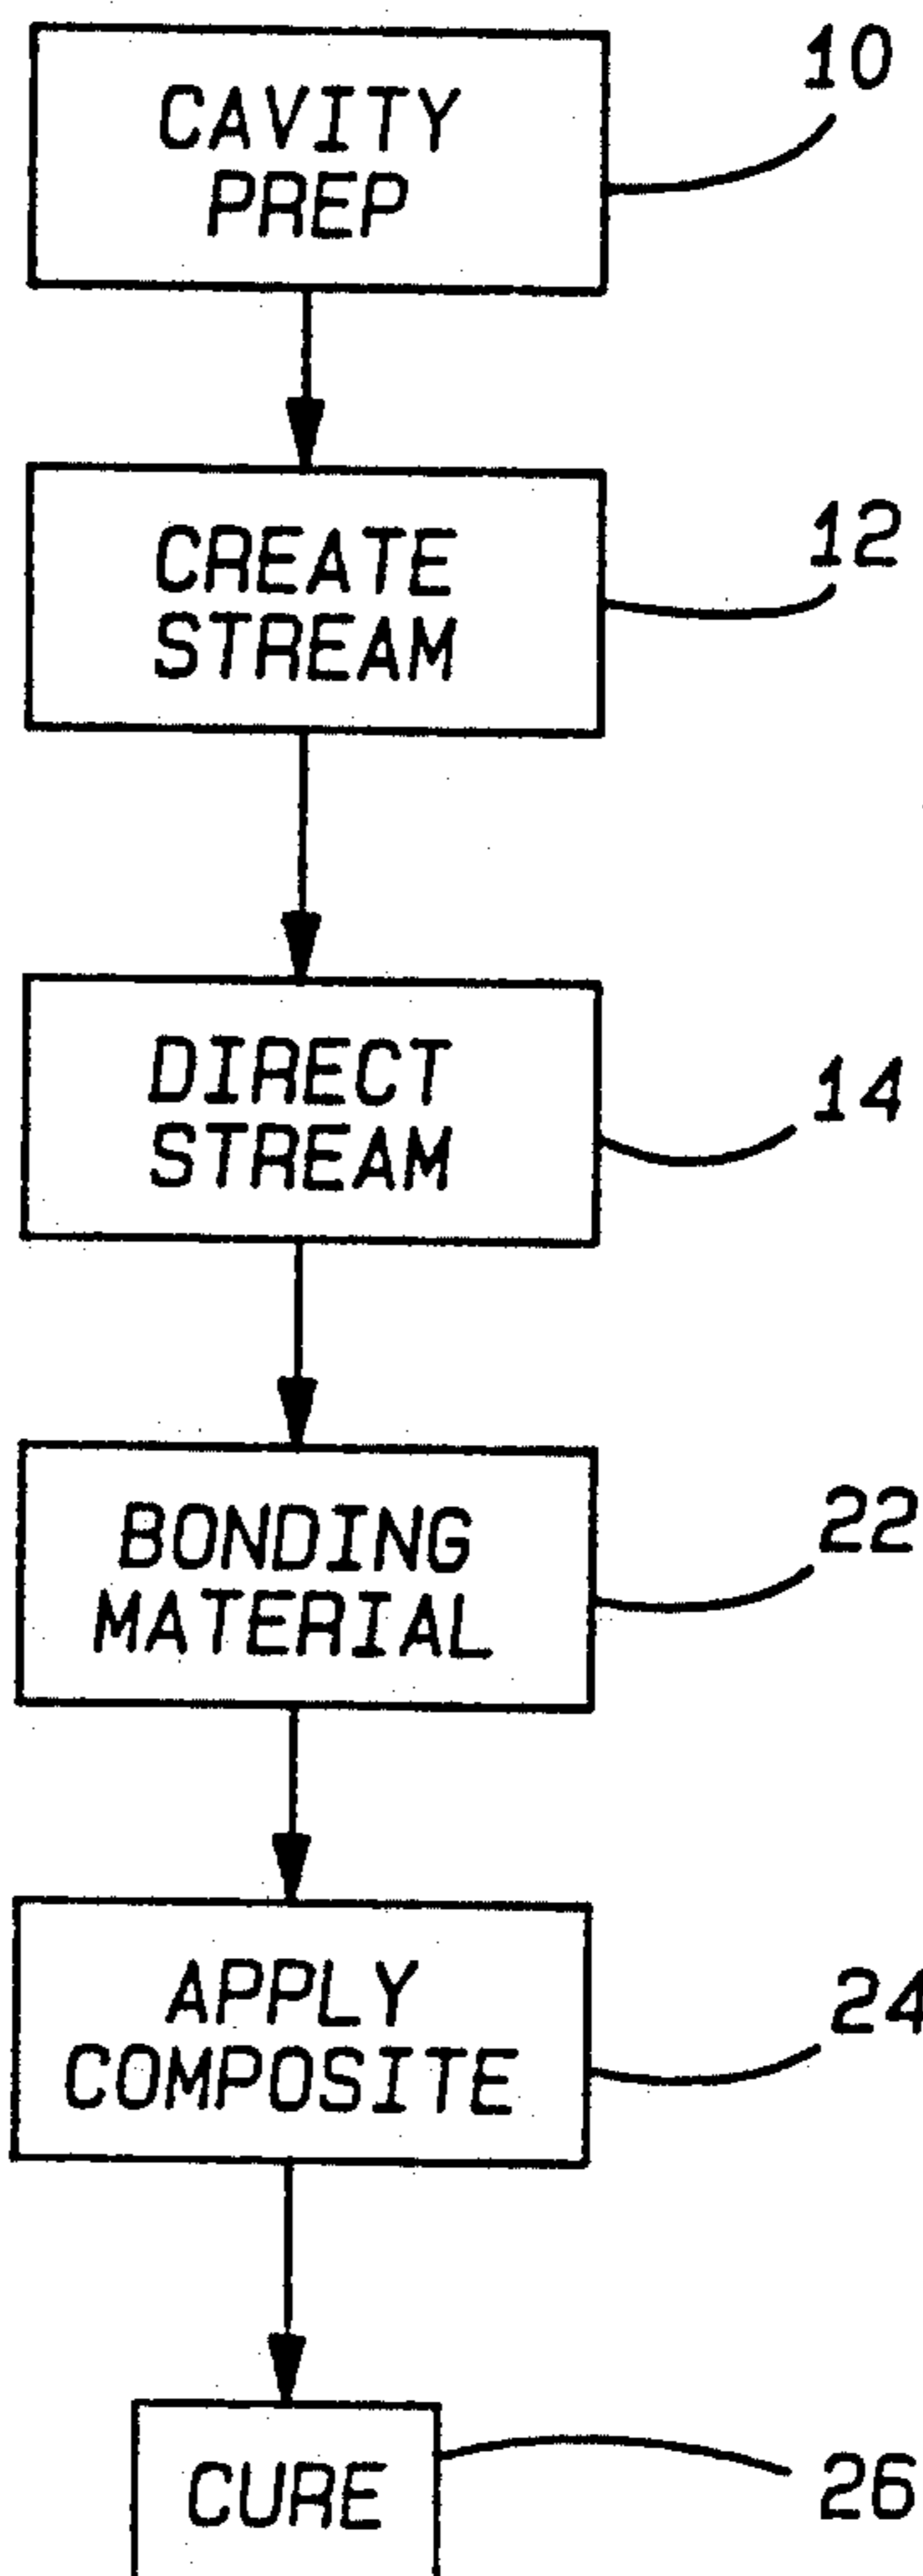 CAVITY
PREP
10
CREATE
STREAM
12
DIRECT
STREAM
14
BONDING
MATERIAL
22
APPLY
COMPOSITE
24
CURE
26